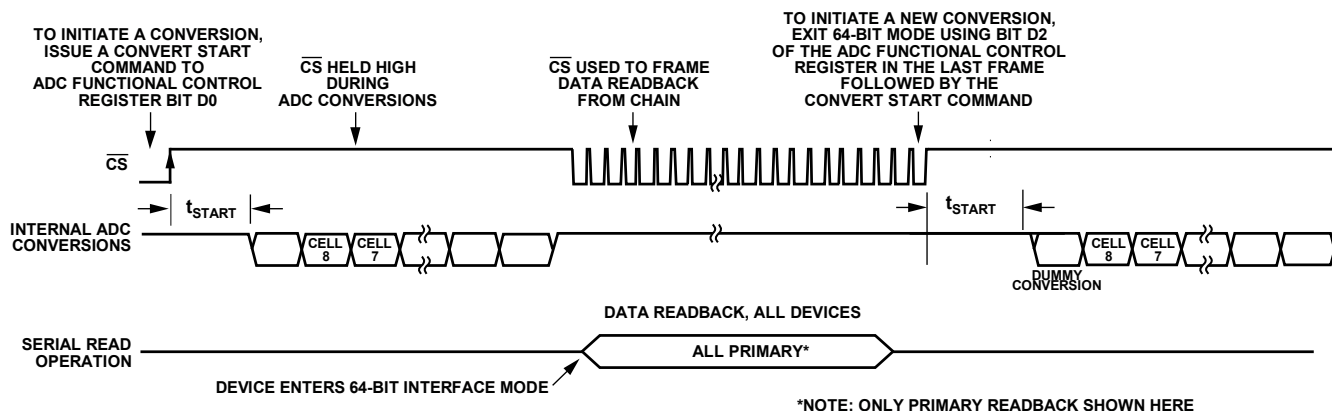 TO INITIATE A CONVERSION,
ISSUE A CONVERT START
COMMAND TO
ADC FUNCTIONAL CONTROL
REGISTER BIT D0
CS HELD HIGH
DURING
ADC CONVERSIONS
CS USED TO FRAME
DATA READBACK
FROM CHAIN
TO INITIATE A NEW CONVERSION,
EXIT 64-BIT MODE USING BIT D2
OF THE ADC FUNCTIONAL CONTROL
REGISTER IN THE LAST FRAME
FOLLOWED BY THE
CONVERT START COMMAND
CS
tSTART
tSTART
INTERNAL ADC
CONVERSIONS
CELL
8
CELL
7
DUMMY
CONVERSION
CELL
8
CELL
7
DATA READBACK, ALL DEVICES
SERIAL READ
OPERATION
ALL PRIMARY*
DEVICE ENTERS 64-BIT INTERFACE MODE
*NOTE: ONLY PRIMARY READBACK SHOWN HERE